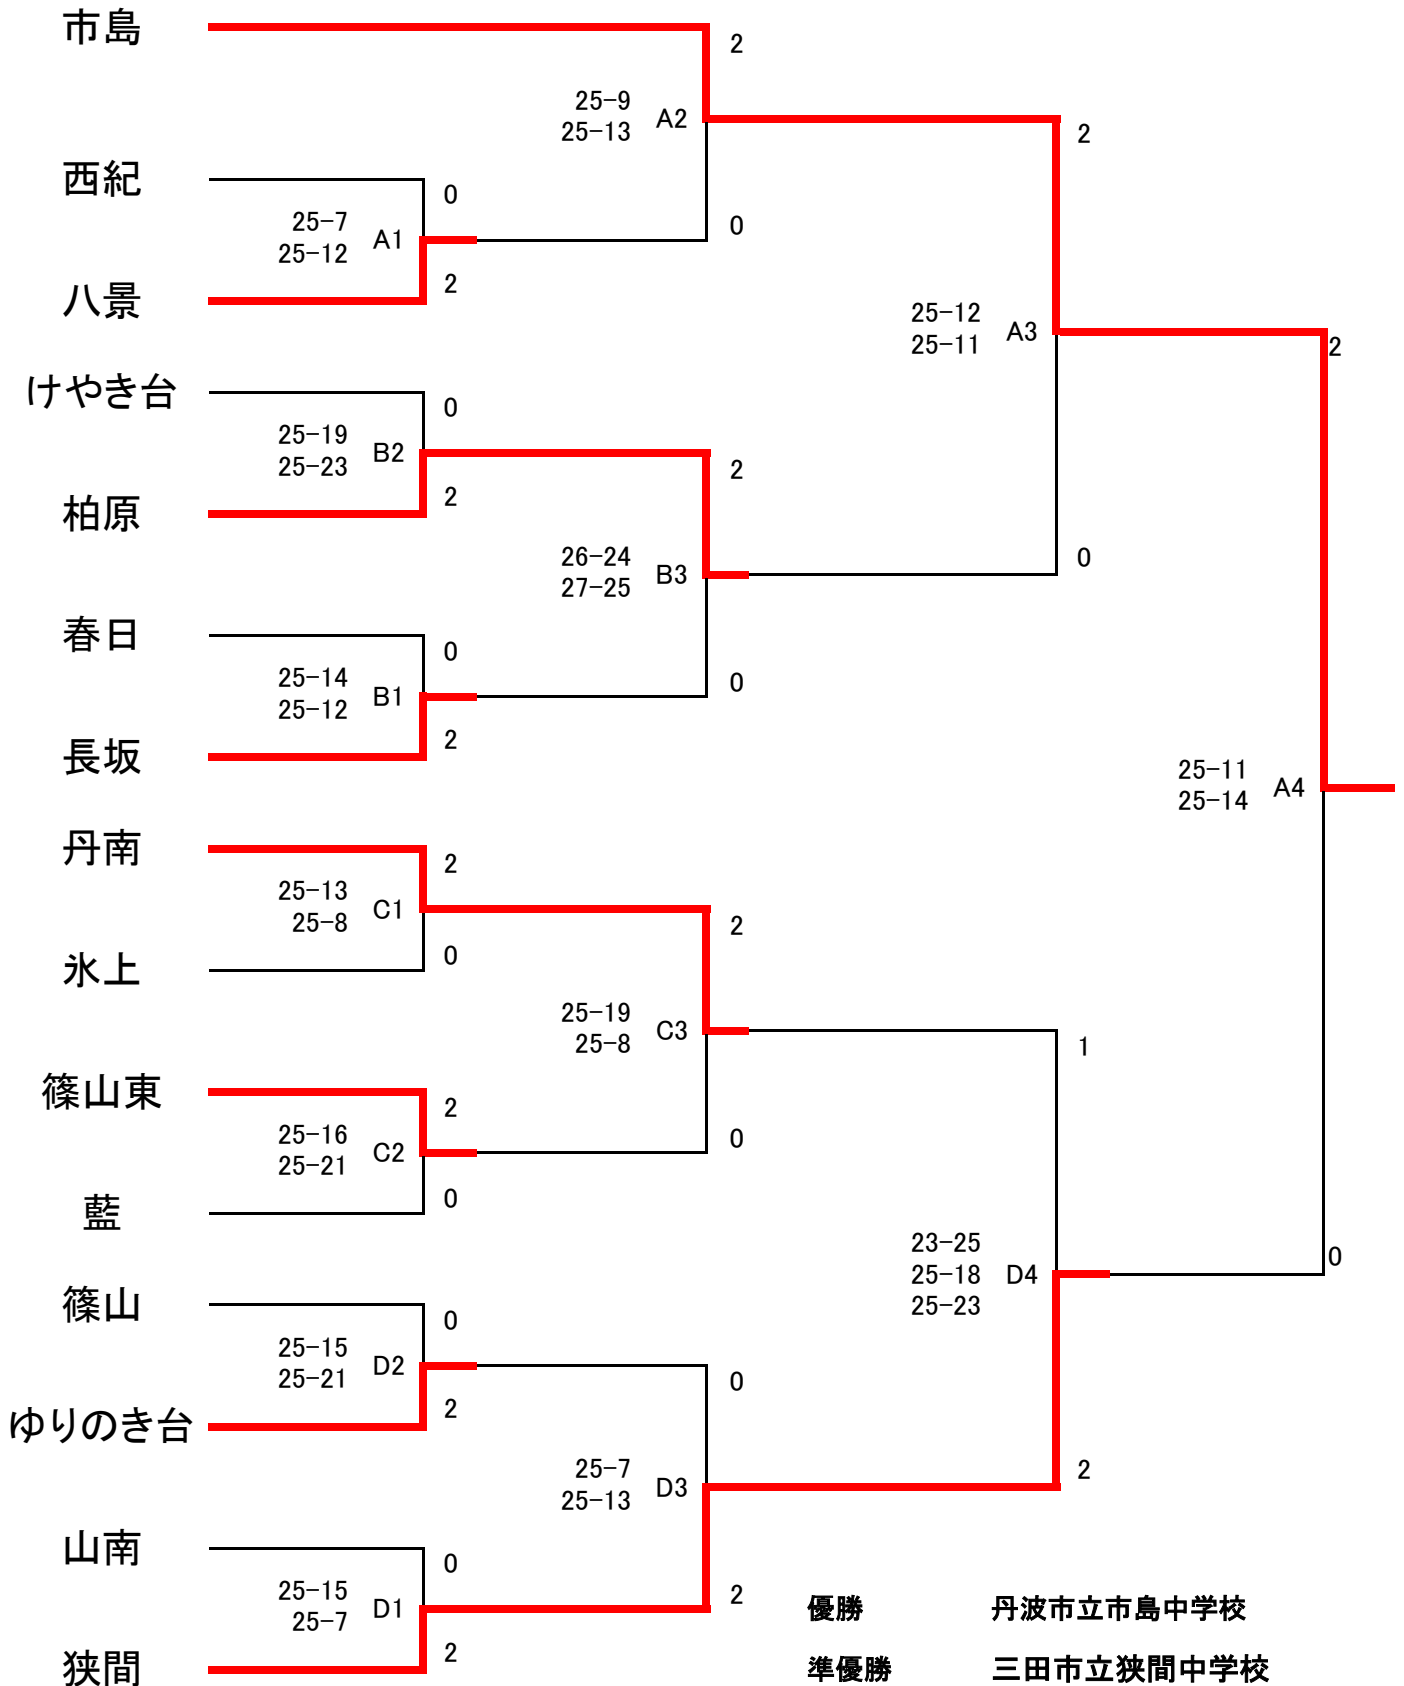 市島
2
25-9
25-13
A2
2
西紀
0
25-7
25-12
A1
0
八景
2
25-12
25-11
A3
2
けやき台
0
25-19
25-23
B2
2
柏原
2
26-24
27-25
B3
0
春日
0
25-14
25-12
B1
0
長坂
2
25-11
25-14
A4
丹南
2
25-13
25-8
C1
2
氷上
0
25-19
25-8
C3
1
篠山東
2
25-16
25-21
C2
0
藍
0
23-25
25-18
25-23
D4
0
篠山
0
25-15
25-21
D2
0
ゆりのき台
2
25-7
25-13
D3
2
山南
0
25-15
25-7
D1
2
狭間
2
優勝 丹波市立市島中学校
準優勝 三田市立狭間中学校